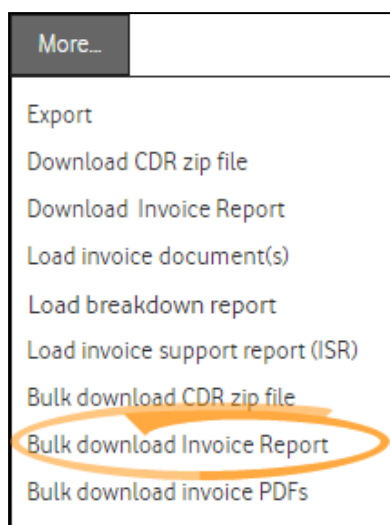 More...
Export
Download CDR zip file
Download Invoice Report
Load invoice document(s)
Load breakdown report
Load invoice support report (ISR)
Bulk download CDR zip file
Bulk download Invoice Report
Bulk download invoice PDFs